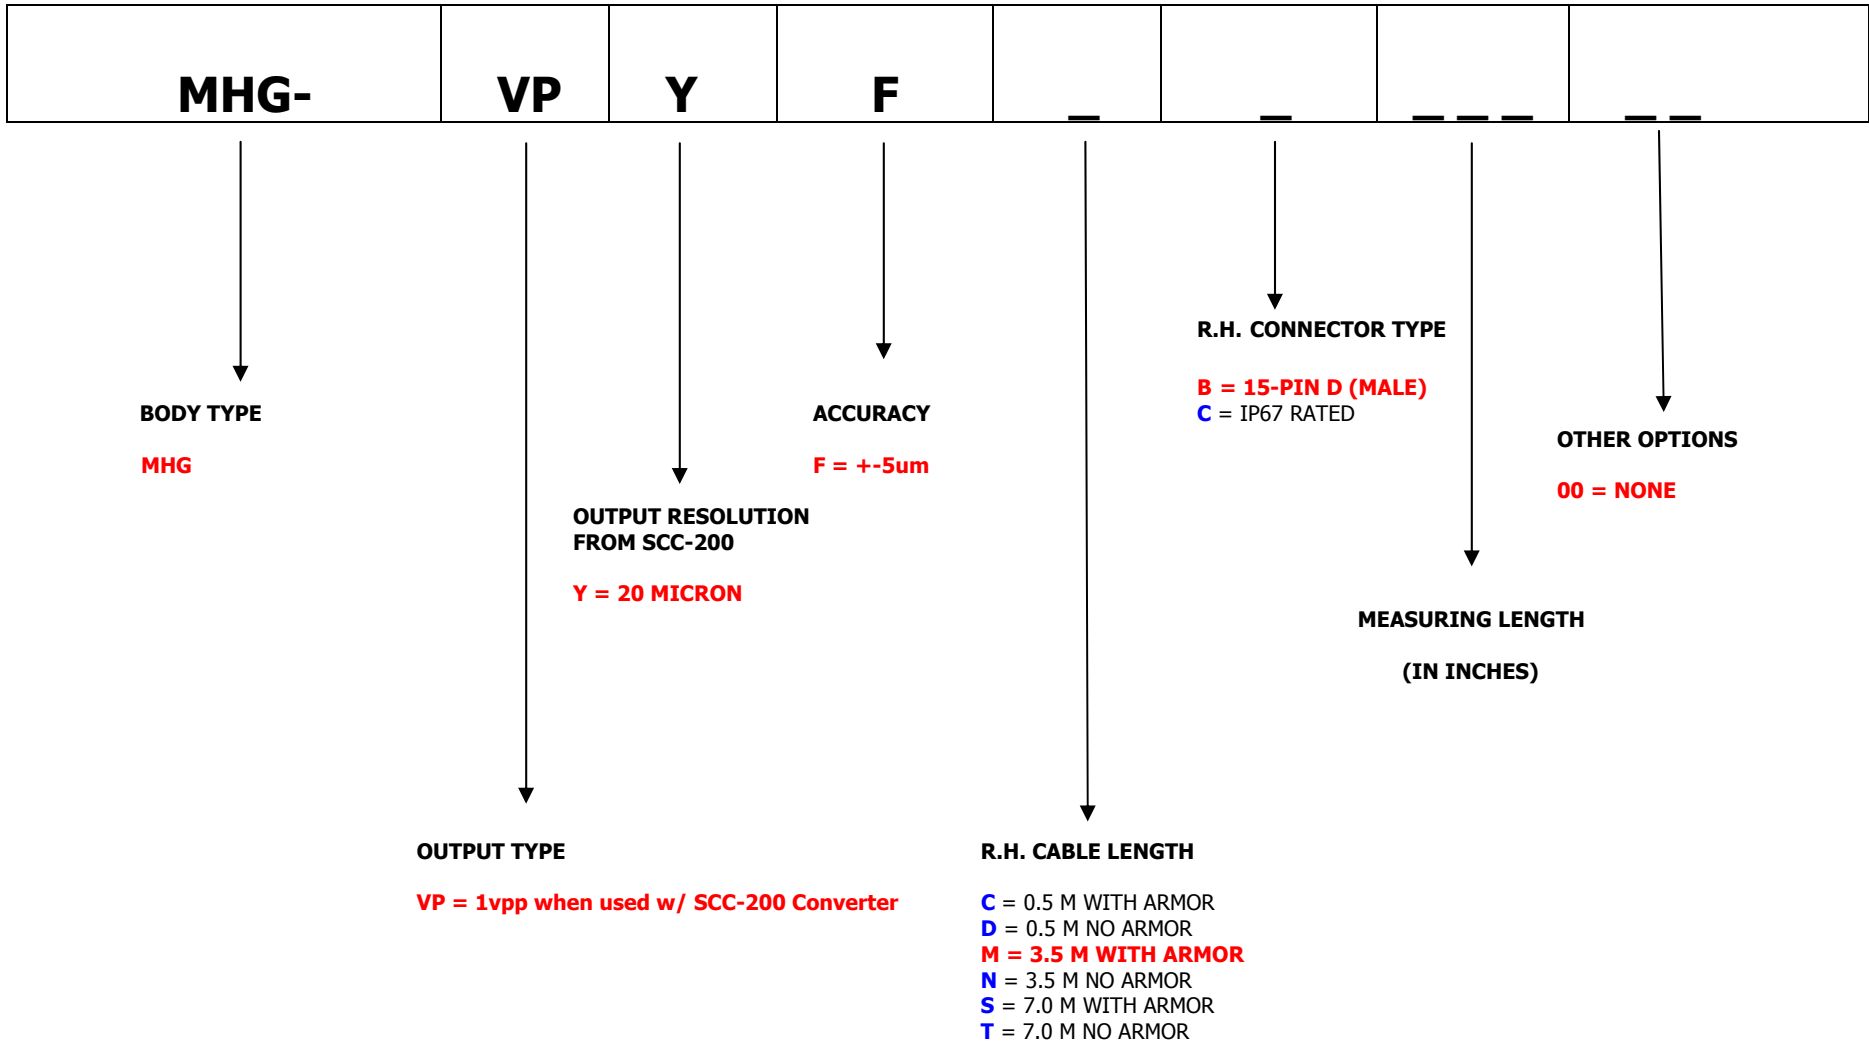 MHG- VP Y F _ _ _ _ _ _ _
R.H. CONNECTOR TYPE
B = 15-PIN D (MALE)
C = IP67 RATED
BODY TYPE
MHG
ACCURACY
F = +-5um
OTHER OPTIONS
00 = NONE
OUTPUT RESOLUTION
FROM SCC-200
Y = 20 MICRON
MEASURING LENGTH
(IN INCHES)
OUTPUT TYPE
VP = 1vpp when used w/ SCC-200 Converter
R.H. CABLE LENGTH
C = 0.5 M WITH ARMOR
D = 0.5 M NO ARMOR
M = 3.5 M WITH ARMOR
N = 3.5 M NO ARMOR
S = 7.0 M WITH ARMOR
T = 7.0 M NO ARMOR